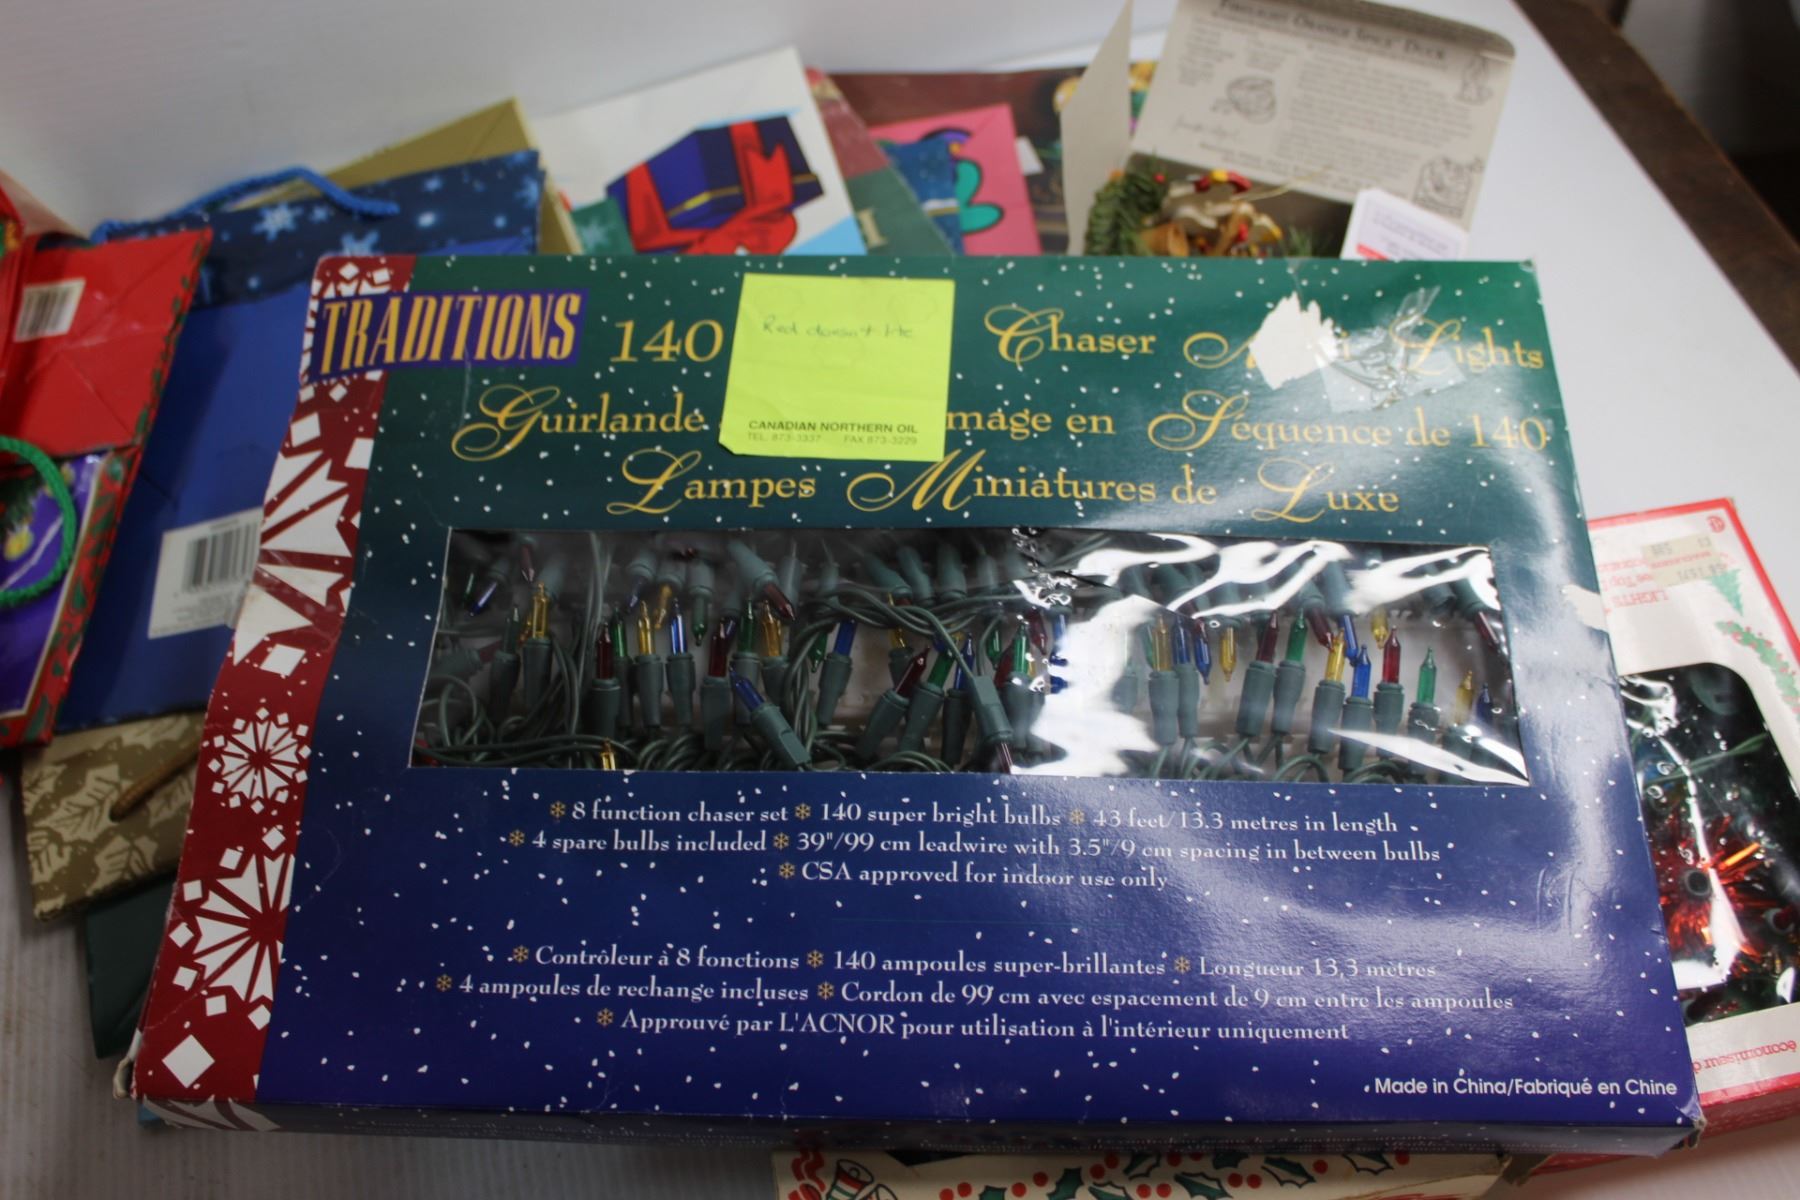 TRADITIONS
140 Chaser Lights
Red doesn't lite
CANADIAN NORTHERN OIL
TEL: 873-3337 FAX 873-3229
Guirlande mage en Séquence de 140
Lampes Miniatures de Luxe
8 function chaser set 140 super bright bulbs 43 feet/13.3 metres in length
4 spare bulbs included 39"/99 cm leadwire with 3.5"/9 cm spacing in between bulbs
CSA approved for indoor use only
Contrôleur à 8 fonctions 140 ampoules super-brillantes Longueur 13,3 mètres
4 ampoules de rechange incluses Cordon de 99 cm avec espacement de 9 cm entre les ampoules
Approuvé par L'ACNOR pour utilisation à l'intérieur uniquement
Made in China/Fabriqué en Chine
LIGHTS